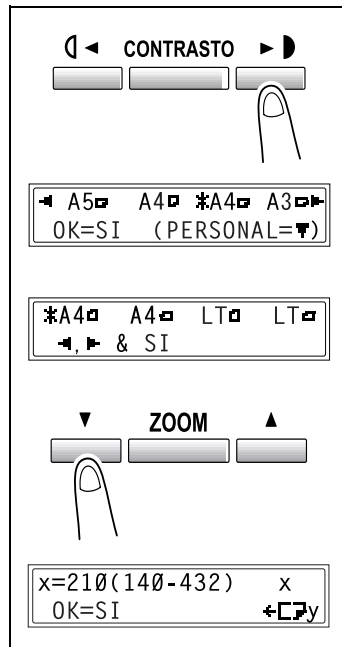 ◄ CONTRASTO ►
◄ A5 A4 *A4 A3 ►
OK=SI (PERSONAL=▼)
*A4 A4 LT LT
◄, ► & SI
▼ ZOOM ▲
x=210(140-432) x
OK=SI y